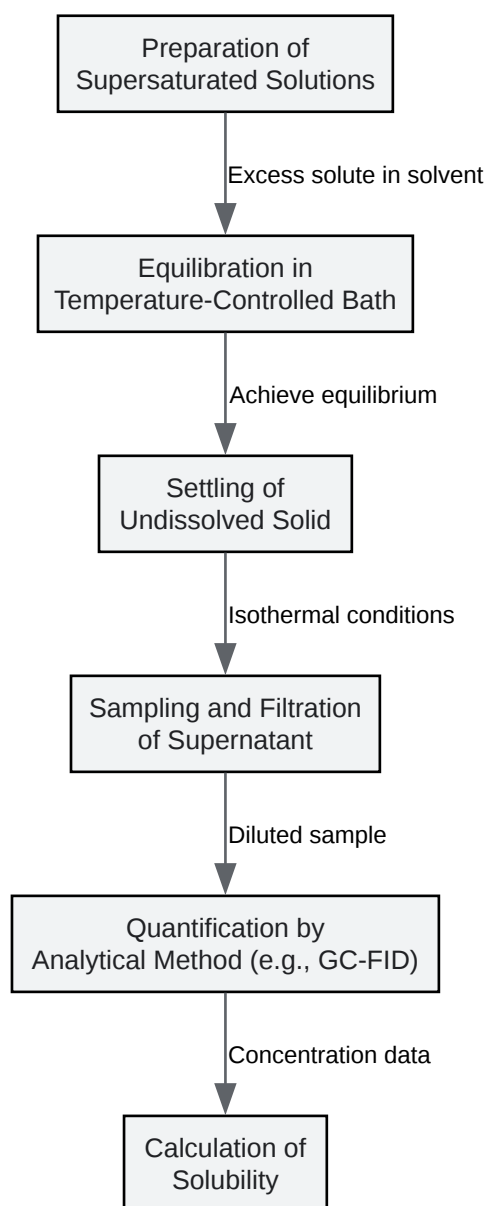 Preparation of
Supersaturated Solutions
Excess solute in solvent
Equilibration in
Temperature-Controlled Bath
Achieve equilibrium
Settling of
Undissolved Solid
Isothermal conditions
Sampling and Filtration
of Supernatant
Diluted sample
Quantification by
Analytical Method (e.g., GC-FID)
Concentration data
Calculation of
Solubility